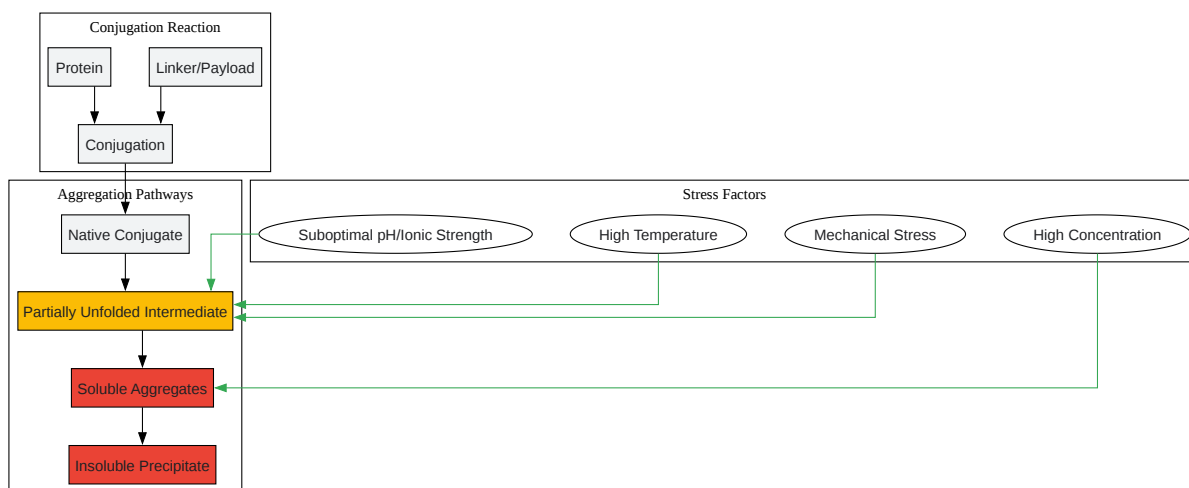 Conjugation Reaction
Protein
Linker/Payload
Conjugation
Aggregation Pathways
Stress Factors
Native Conjugate
Suboptimal pH/Ionic Strength
High Temperature
Mechanical Stress
High Concentration
Partially Unfolded Intermediate
Soluble Aggregates
Insoluble Precipitate